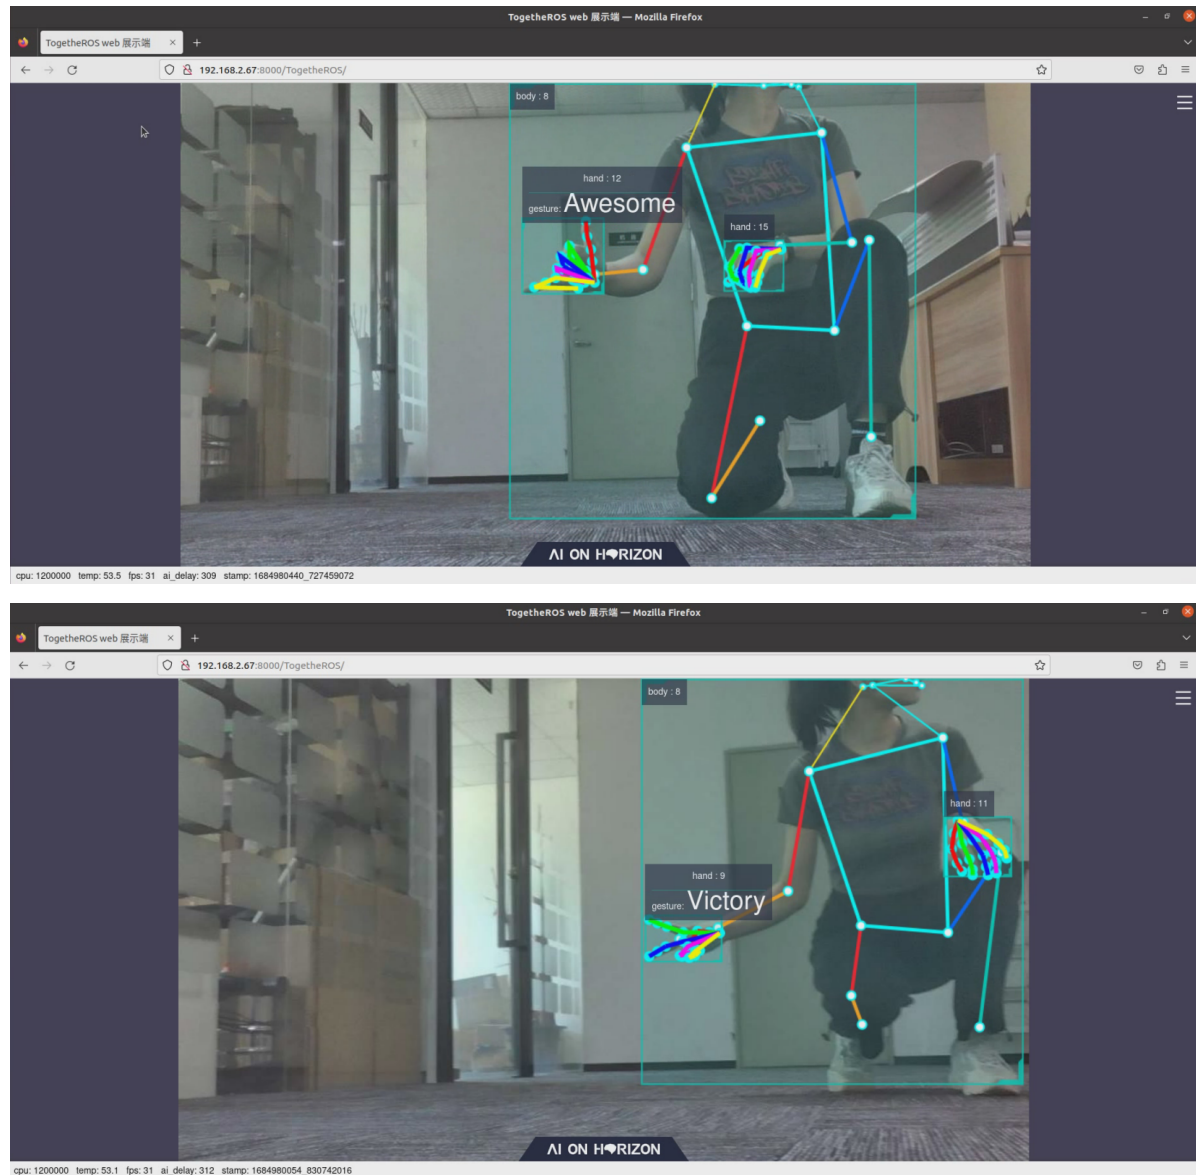 TogetheROS web 展示端 — Mozilla Firefox
TogetheROS web 展示端
192.168.2.67:8000/TogetheROS/
body : 8
hand : 12
gesture: Awesome
hand : 15
AI ON HORIZON
cpu: 1200000 temp: 53.5 fps: 31 ai_delay: 309 stamp: 1684980440_727459072
TogetheROS web 展示端 — Mozilla Firefox
TogetheROS web 展示端
192.168.2.67:8000/TogetheROS/
body : 8
hand : 11
hand : 9
gesture: Victory
AI ON HORIZON
cpu: 1200000 temp: 53.1 fps: 31 ai_delay: 312 stamp: 1684980054_830742016